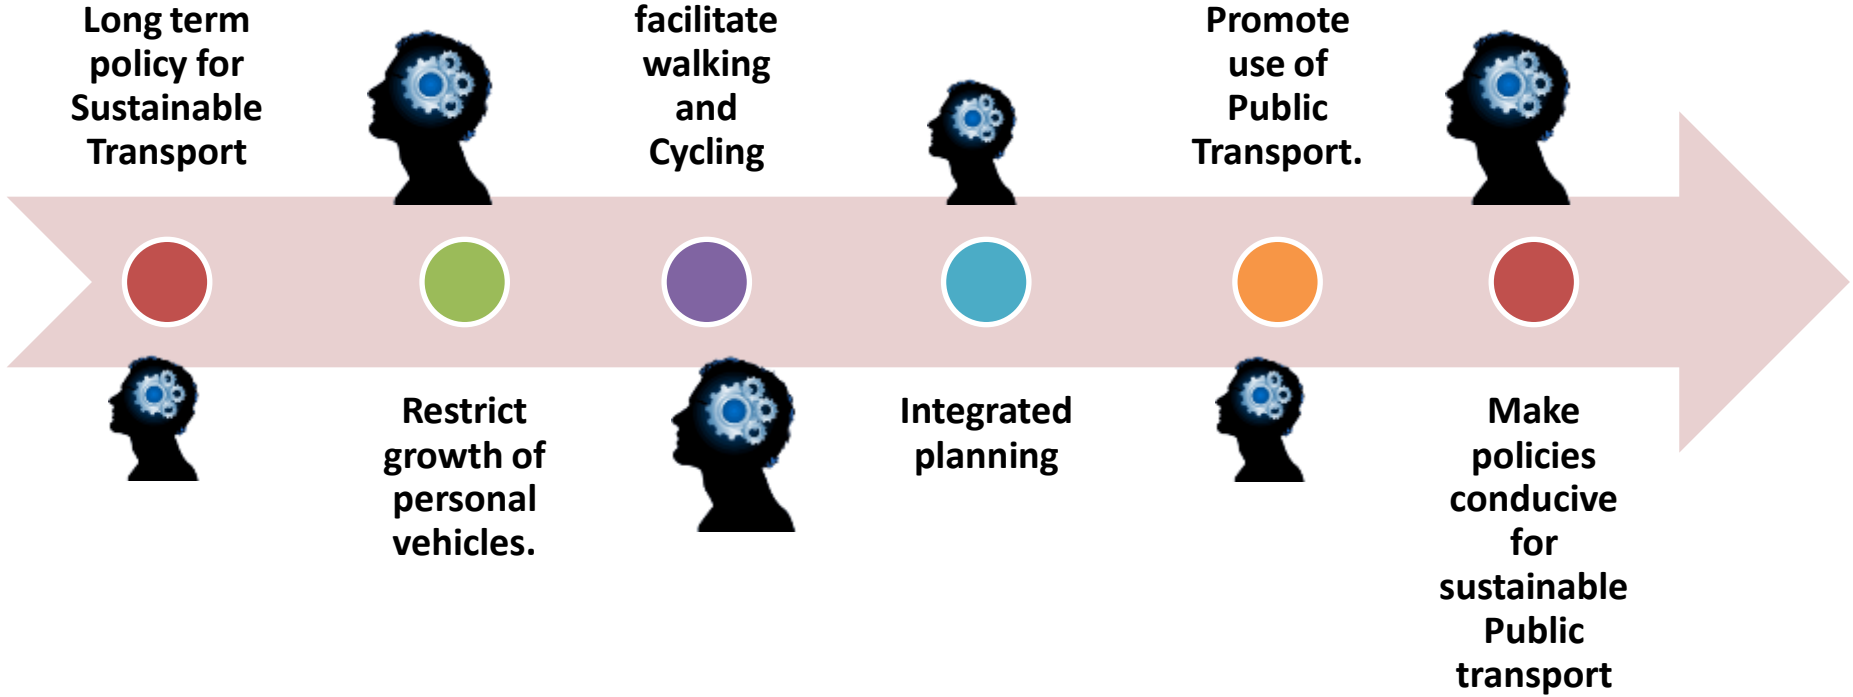 Long term
policy for
Sustainable
Transport
Restrict
growth of
personal
vehicles.
facilitate
walking
and
Cycling
Integrated
planning
Promote
use of
Public
Transport.
Make
policies
conducive
for
sustainable
Public
transport